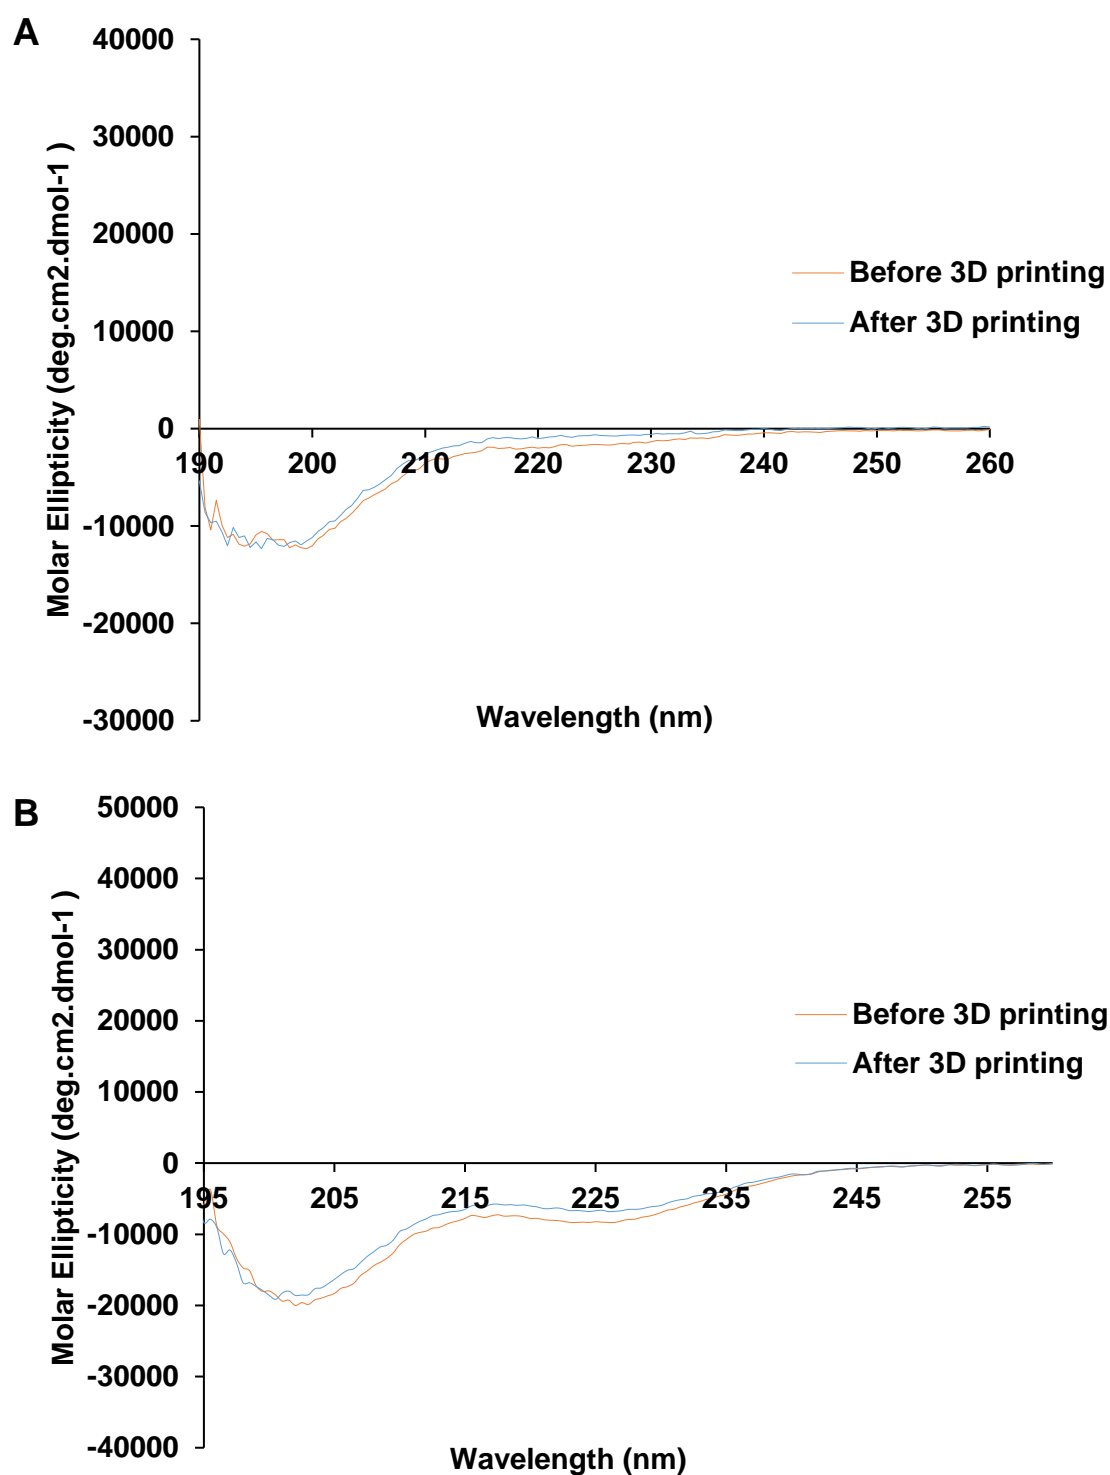 A
40000
30000
20000
10000
0
-10000
-20000
-30000
Molar Ellipticity (deg.cm2.dmol-1 )
Before 3D printing
After 3D printing
190 200 210 220 230 240 250 260
Wavelength (nm)
B
50000
40000
30000
20000
10000
0
-10000
-20000
-30000
-40000
Molar Ellipticity (deg.cm2.dmol-1 )
Before 3D printing
After 3D printing
195 205 215 225 235 245 255
Wavelength (nm)